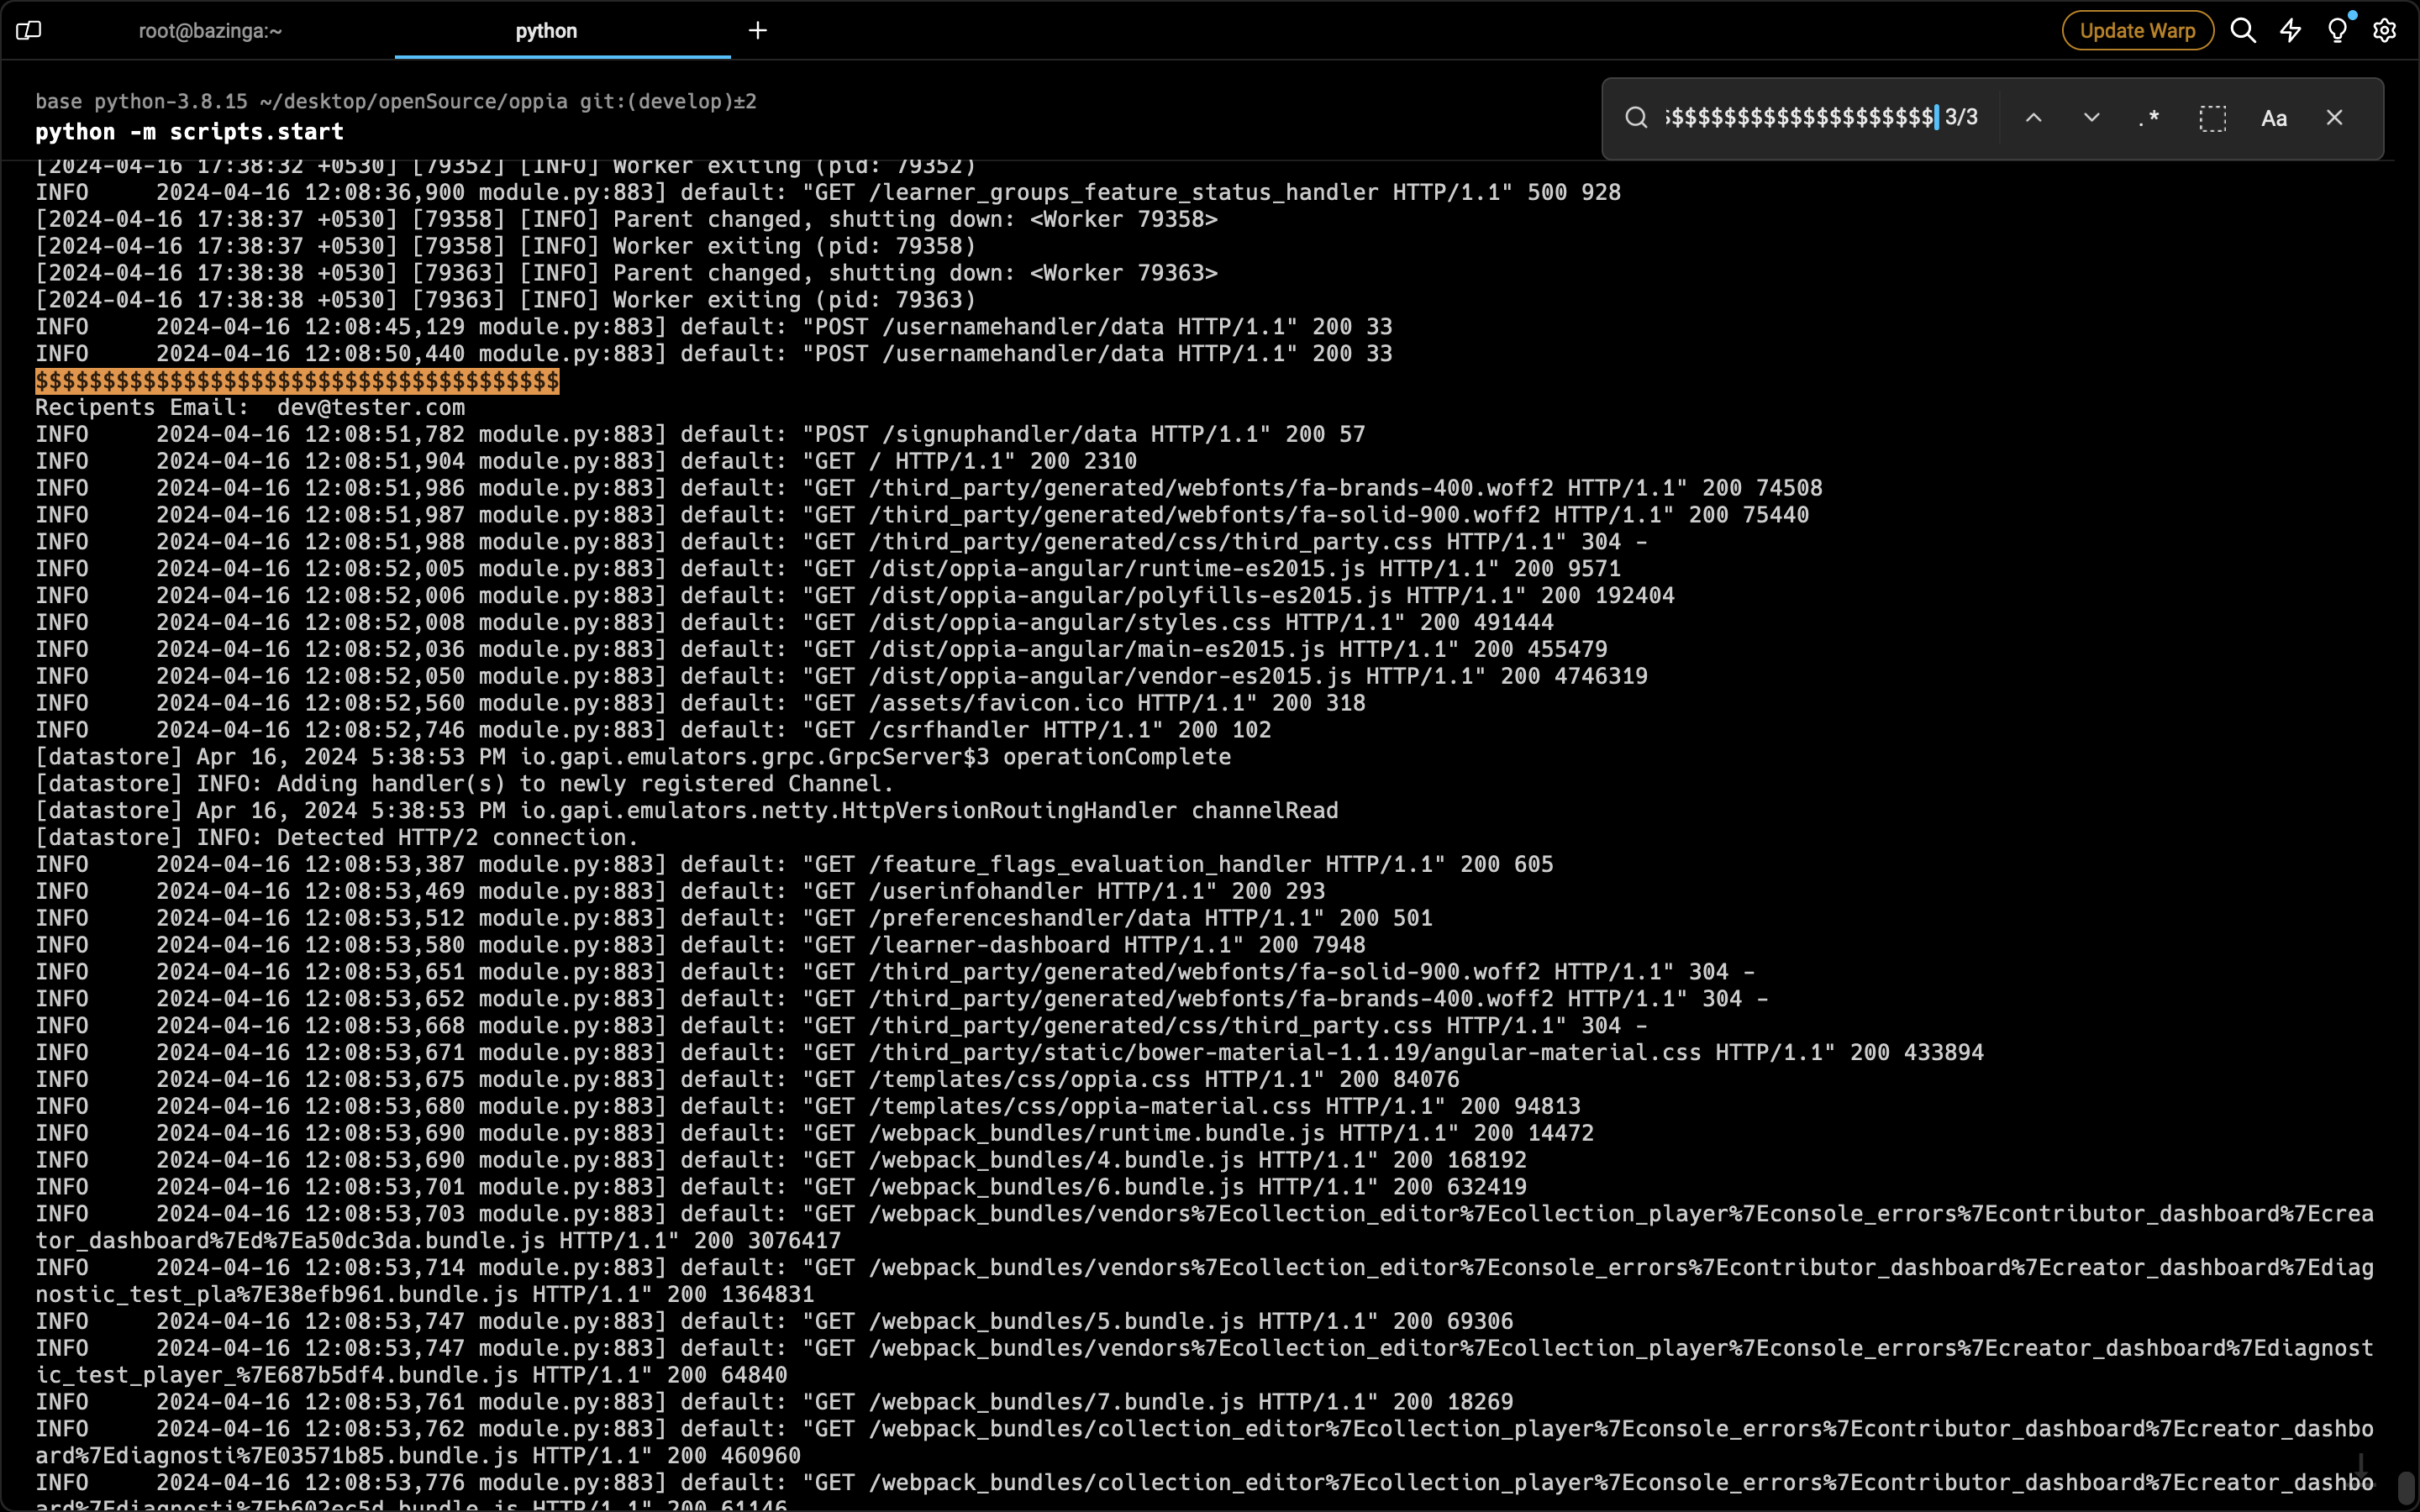 root@bazinga:~
python
Update Warp
base python-3.8.15 ~/desktop/openSource/oppia git:(develop)±2
python -m scripts.start
$$$$$$$$$$$$$$$$$$$$ 3/3
.*
Aa
[2024-04-16 17:38:32 +0530] [79352] [INFO] Worker exiting (pid: 79352)
INFO     2024-04-16 12:08:36,900 module.py:883] default: "GET /learner_groups_feature_status_handler HTTP/1.1" 500 928
[2024-04-16 17:38:37 +0530] [79358] [INFO] Parent changed, shutting down: <Worker 79358>
[2024-04-16 17:38:37 +0530] [79358] [INFO] Worker exiting (pid: 79358)
[2024-04-16 17:38:38 +0530] [79363] [INFO] Parent changed, shutting down: <Worker 79363>
[2024-04-16 17:38:38 +0530] [79363] [INFO] Worker exiting (pid: 79363)
INFO     2024-04-16 12:08:45,129 module.py:883] default: "POST /usernamehandler/data HTTP/1.1" 200 33
INFO     2024-04-16 12:08:50,440 module.py:883] default: "POST /usernamehandler/data HTTP/1.1" 200 33
$$$$$$$$$$$$$$$$$$$$$$$$$$$$$$$$$$$$$$$
Recipents Email:  dev@tester.com
INFO     2024-04-16 12:08:51,782 module.py:883] default: "POST /signuphandler/data HTTP/1.1" 200 57
INFO     2024-04-16 12:08:51,904 module.py:883] default: "GET / HTTP/1.1" 200 2310
INFO     2024-04-16 12:08:51,986 module.py:883] default: "GET /third_party/generated/webfonts/fa-brands-400.woff2 HTTP/1.1" 200 74508
INFO     2024-04-16 12:08:51,987 module.py:883] default: "GET /third_party/generated/webfonts/fa-solid-900.woff2 HTTP/1.1" 200 75440
INFO     2024-04-16 12:08:51,988 module.py:883] default: "GET /third_party/generated/css/third_party.css HTTP/1.1" 304 -
INFO     2024-04-16 12:08:52,005 module.py:883] default: "GET /dist/oppia-angular/runtime-es2015.js HTTP/1.1" 200 9571
INFO     2024-04-16 12:08:52,006 module.py:883] default: "GET /dist/oppia-angular/polyfills-es2015.js HTTP/1.1" 200 192404
INFO     2024-04-16 12:08:52,008 module.py:883] default: "GET /dist/oppia-angular/styles.css HTTP/1.1" 200 491444
INFO     2024-04-16 12:08:52,036 module.py:883] default: "GET /dist/oppia-angular/main-es2015.js HTTP/1.1" 200 455479
INFO     2024-04-16 12:08:52,050 module.py:883] default: "GET /dist/oppia-angular/vendor-es2015.js HTTP/1.1" 200 4746319
INFO     2024-04-16 12:08:52,560 module.py:883] default: "GET /assets/favicon.ico HTTP/1.1" 200 318
INFO     2024-04-16 12:08:52,746 module.py:883] default: "GET /csrfhandler HTTP/1.1" 200 102
[datastore] Apr 16, 2024 5:38:53 PM io.gapi.emulators.grpc.GrpcServer$3 operationComplete
[datastore] INFO: Adding handler(s) to newly registered Channel.
[datastore] Apr 16, 2024 5:38:53 PM io.gapi.emulators.netty.HttpVersionRoutingHandler channelRead
[datastore] INFO: Detected HTTP/2 connection.
INFO     2024-04-16 12:08:53,387 module.py:883] default: "GET /feature_flags_evaluation_handler HTTP/1.1" 200 605
INFO     2024-04-16 12:08:53,469 module.py:883] default: "GET /userinfohandler HTTP/1.1" 200 293
INFO     2024-04-16 12:08:53,512 module.py:883] default: "GET /preferenceshandler/data HTTP/1.1" 200 501
INFO     2024-04-16 12:08:53,580 module.py:883] default: "GET /learner-dashboard HTTP/1.1" 200 7948
INFO     2024-04-16 12:08:53,651 module.py:883] default: "GET /third_party/generated/webfonts/fa-solid-900.woff2 HTTP/1.1" 304 -
INFO     2024-04-16 12:08:53,652 module.py:883] default: "GET /third_party/generated/webfonts/fa-brands-400.woff2 HTTP/1.1" 304 -
INFO     2024-04-16 12:08:53,668 module.py:883] default: "GET /third_party/generated/css/third_party.css HTTP/1.1" 304 -
INFO     2024-04-16 12:08:53,671 module.py:883] default: "GET /third_party/static/bower-material-1.1.19/angular-material.css HTTP/1.1" 200 433894
INFO     2024-04-16 12:08:53,675 module.py:883] default: "GET /templates/css/oppia.css HTTP/1.1" 200 84076
INFO     2024-04-16 12:08:53,680 module.py:883] default: "GET /templates/css/oppia-material.css HTTP/1.1" 200 94813
INFO     2024-04-16 12:08:53,690 module.py:883] default: "GET /webpack_bundles/runtime.bundle.js HTTP/1.1" 200 14472
INFO     2024-04-16 12:08:53,690 module.py:883] default: "GET /webpack_bundles/4.bundle.js HTTP/1.1" 200 168192
INFO     2024-04-16 12:08:53,701 module.py:883] default: "GET /webpack_bundles/6.bundle.js HTTP/1.1" 200 632419
INFO     2024-04-16 12:08:53,703 module.py:883] default: "GET /webpack_bundles/vendors%7Ecollection_editor%7Ecollection_player%7Econsole_errors%7Econtributor_dashboard%7Ecrea
tor_dashboard%7Ed%7Ea50dc3da.bundle.js HTTP/1.1" 200 3076417
INFO     2024-04-16 12:08:53,714 module.py:883] default: "GET /webpack_bundles/vendors%7Ecollection_editor%7Econsole_errors%7Econtributor_dashboard%7Ecreator_dashboard%7Ediag
nostic_test_pla%7E38efb961.bundle.js HTTP/1.1" 200 1364831
INFO     2024-04-16 12:08:53,747 module.py:883] default: "GET /webpack_bundles/5.bundle.js HTTP/1.1" 200 69306
INFO     2024-04-16 12:08:53,747 module.py:883] default: "GET /webpack_bundles/vendors%7Ecollection_editor%7Ecollection_player%7Econsole_errors%7Ecreator_dashboard%7Ediagnost
ic_test_player_%7E687b5df4.bundle.js HTTP/1.1" 200 64840
INFO     2024-04-16 12:08:53,761 module.py:883] default: "GET /webpack_bundles/7.bundle.js HTTP/1.1" 200 18269
INFO     2024-04-16 12:08:53,762 module.py:883] default: "GET /webpack_bundles/collection_editor%7Ecollection_player%7Econsole_errors%7Econtributor_dashboard%7Ecreator_dashbo
ard%7Ediagnosti%7E03571b85.bundle.js HTTP/1.1" 200 460960
INFO     2024-04-16 12:08:53,776 module.py:883] default: "GET /webpack_bundles/collection_editor%7Ecollection_player%7Econsole_errors%7Econtributor_dashboard%7Ecreator_dashbo
ard%7Ediagnosti%7Eb602ec5d.bundle.js HTTP/1.1" 200 61146